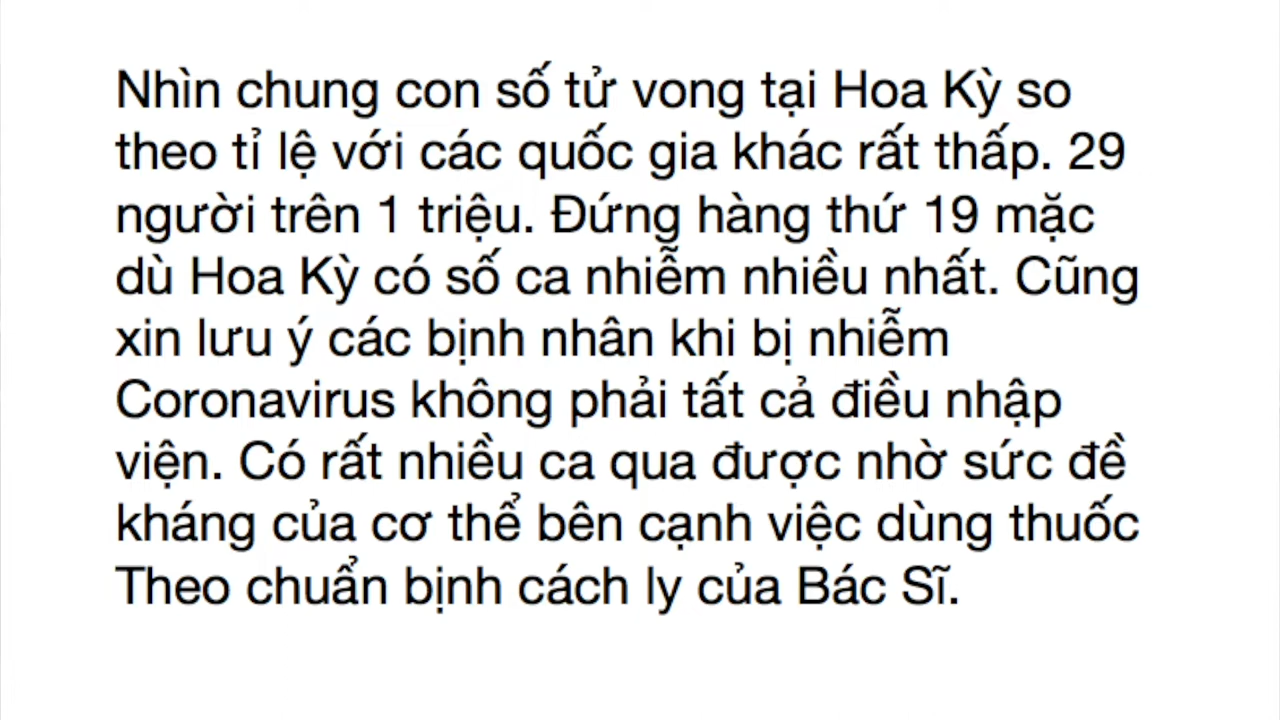 Nhìn chung con số tử vong tại Hoa Kỳ so
theo tỉ lệ với các quốc gia khác rất thấp. 29
người trên 1 triệu. Đứng hàng thứ 19 mặc
dù Hoa Kỳ có số ca nhiễm nhiều nhất. Cũng
xin lưu ý các bịnh nhân khi bị nhiễm
Coronavirus không phải tất cả điều nhập
viện. Có rất nhiều ca qua được nhờ sức đề
kháng của cơ thể bên cạnh việc dùng thuốc
Theo chuẩn bịnh cách ly của Bác Sĩ.